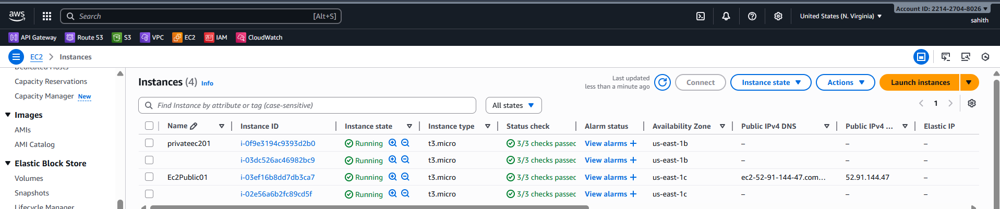 Account ID: 2214-2704-8026
aws Search [Alt+S] United States (N. Virginia)
sahith
API Gateway Route 53 S3 VPC EC2 IAM CloudWatch
EC2 > Instances
Dedicated Hosts
Capacity Reservations
Capacity Manager New
Images
AMIs
AMI Catalog
Elastic Block Store
Volumes
Snapshots
Lifecycle Manager
Instances (4) Info
Last updated
less than a minute ago
Connect Instance state Actions Launch instances
Find Instance by attribute or tag (case-sensitive) All states 1
Name Instance ID Instance state Instance type Status check Alarm status Availability Zone Public IPv4 DNS Public IPv4 ... Elastic IP
privateec201 i-0f9e3194c9393d2b0 Running t3.micro 3/3 checks passed View alarms + us-east-1b – – –
i-03dc526ac46982bc9 Running t3.micro 3/3 checks passed View alarms + us-east-1b – – –
Ec2Public01 i-03ef16b8dd7db3ca7 Running t3.micro 3/3 checks passed View alarms + us-east-1c ec2-52-91-144-47.com... 52.91.144.47 –
i-02e56a6b2fc89cd5f Running t3.micro 3/3 checks passed View alarms + us-east-1c – – –